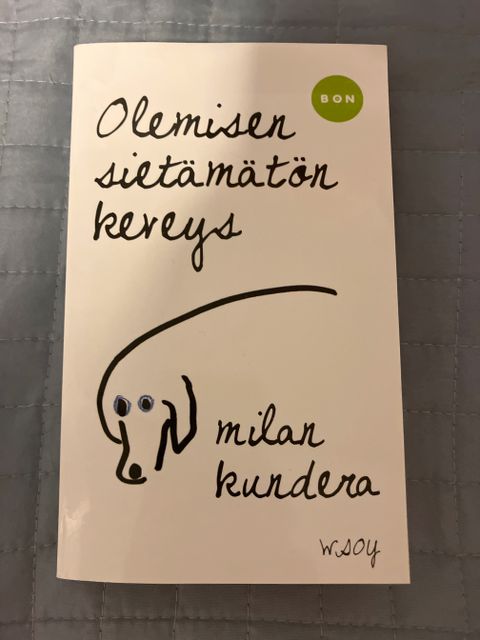 BON
Olemisen
sietämätön
keveys
milan
kundera
WSOY